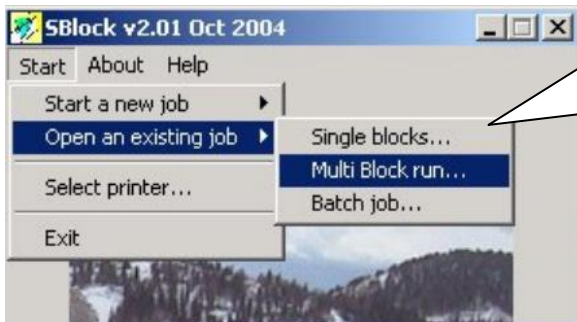 SBlock v2.01 Oct 2004
Start About Help
Start a new job
Open an existing job
Select printer...
Exit
Single blocks...
Multi Block run...
Batch job...